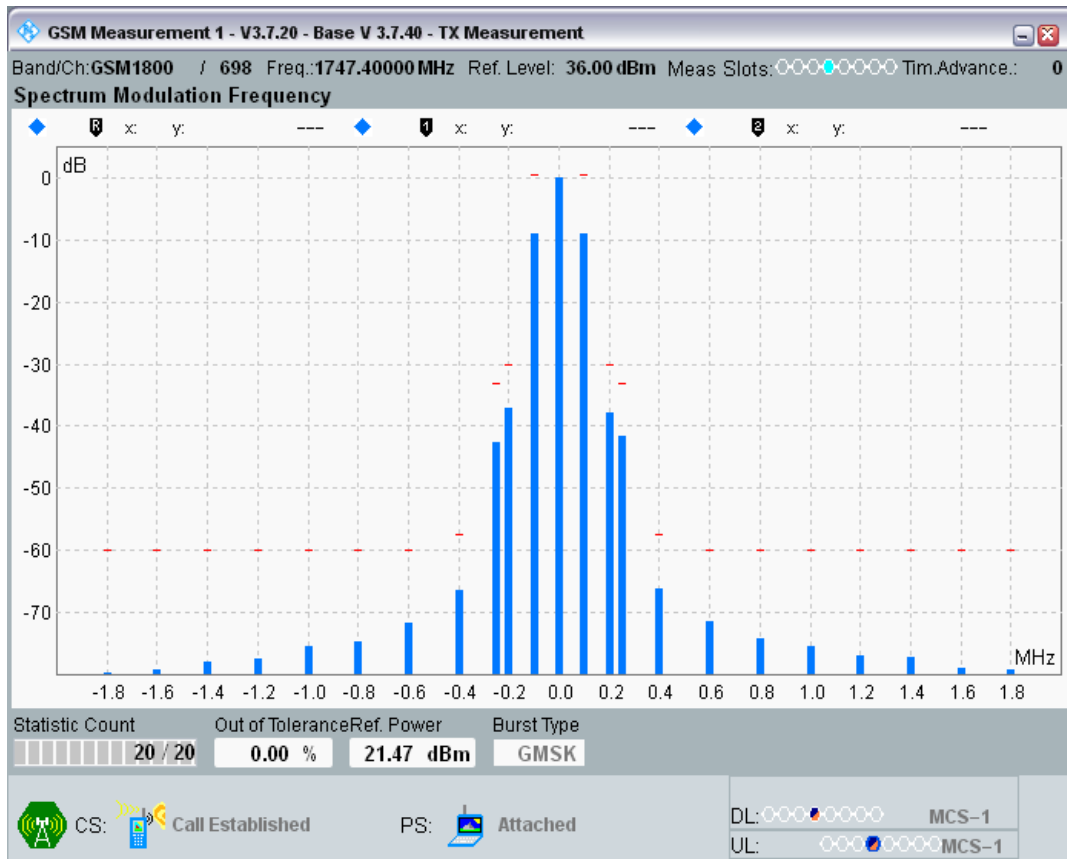 GSM Measurement 1 - V3.7.20 - Base V 3.7.40 - TX Measurement
Band/Ch:GSM1800 / 698 Freq.:1747.40000 MHz Ref. Level: 36.00 dBm Meas Slots: Tim.Advance.: 0
Spectrum Modulation Frequency
R x: y: --- 1 x: y: --- 2 x: y: ---
dB
0
-10
-20
-30
-40
-50
-60
-70
MHz
-1.8 -1.6 -1.4 -1.2 -1.0 -0.8 -0.6 -0.4 -0.2 0.0 0.2 0.4 0.6 0.8 1.0 1.2 1.4 1.6 1.8
Statistic Count Out of Tolerance Ref. Power Burst Type
20 / 20 0.00 % 21.47 dBm GMSK
CS: Call Established PS: Attached
DL: MCS-1
UL: MCS-1